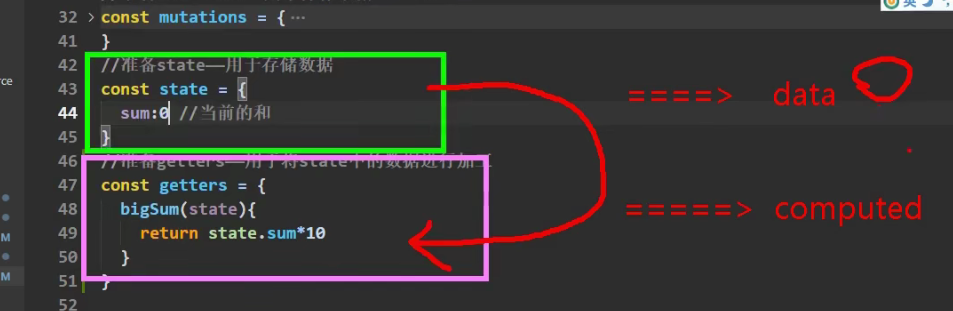 英
32 > const mutations = { ⋯
41 }
rce
42 //准备state——用于存储数据
43 const state = { ====> data
44 sum:0 //当前的和
45 }
46 //准备getters——用于将state中的数据进行加工
47 const getters = {
48 bigSum(state){ =====> computed
M
49 return state.sum*10
50 }
M
51 }
52